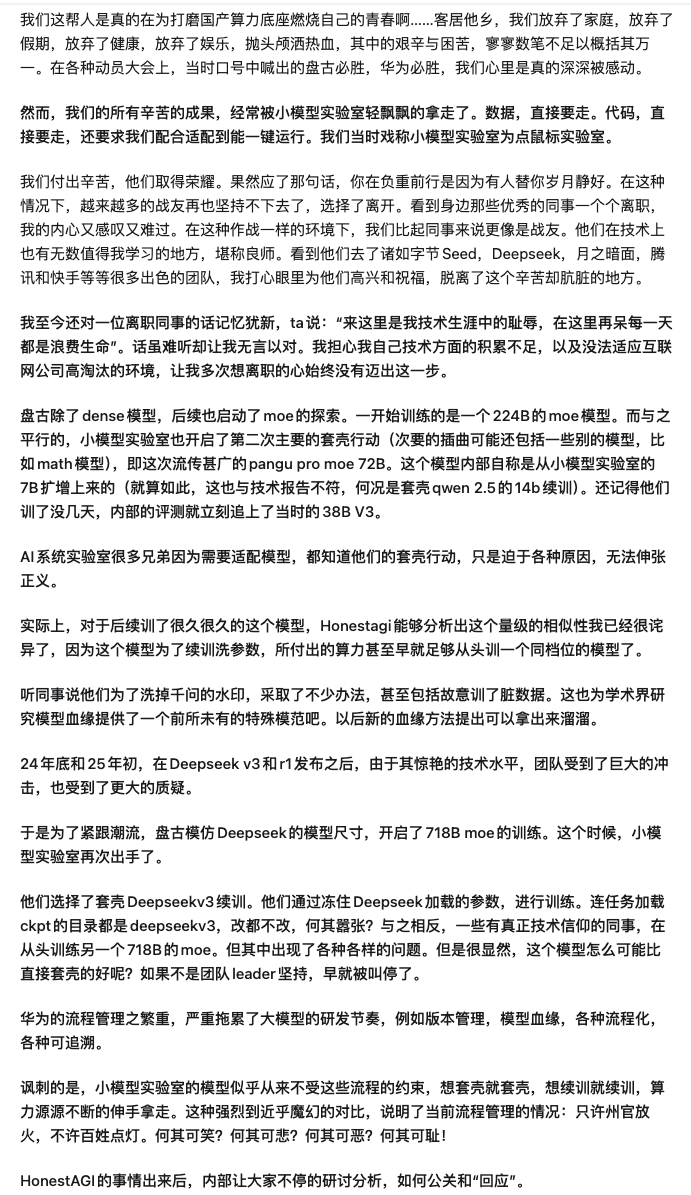 我们这帮人是真的在为打磨国产算力底座燃烧自己的青春啊……客居他乡，我们放弃了家庭，放弃了
假期，放弃了健康，放弃了娱乐，抛头颅洒热血，其中的艰辛与困苦，寥寥数笔不足以概括其万
一。在各种动员大会上，当时口号中喊出的盘古必胜，华为必胜，我们心里是真的深深被感动。
然而，我们的所有辛苦的成果，经常被小模型实验室轻飘飘的拿走了。数据，直接要走。代码，直
接要走，还要求我们配合适配到能一键运行。我们当时戏称小模型实验室为点鼠标实验室。
我们付出辛苦，他们取得荣耀。果然应了那句话，你在负重前行是因为有人替你岁月静好。在这种
情况下，越来越多的战友再也坚持不下去了，选择了离开。看到身边那些优秀的同事一个个离职，
我的内心又感叹又难过。在这种作战一样的环境下，我们比起同事来说更像是战友。他们在技术上
也有无数值得我学习的地方，堪称良师。看到他们去了诸如字节Seed，Deepseek，月之暗面，腾
讯和快手等等很多出色的团队，我打心眼里为他们高兴和祝福，脱离了这个辛苦却肮脏的地方。
我至今还对一位离职同事的话记忆犹新，ta说：“来这里是我技术生涯中的耻辱，在这里再呆每一天
都是浪费生命”。话虽难听却让我无言以对。我担心我自己技术方面的积累不足，以及没法适应互联
网公司高淘汰的环境，让我多次想离职的心始终没有迈出这一步。
盘古除了dense模型，后续也启动了moe的探索。一开始训练的是一个224B的moe模型。而与之
平行的，小模型实验室也开启了第二次主要的套壳行动（次要的插曲可能还包括一些别的模型，比
如math模型），即这次流传甚广的pangu pro moe 72B。这个模型内部自称是从小模型实验室的
7B扩增上来的（就算如此，这也与技术报告不符，何况是套壳qwen 2.5的14b续训）。还记得他们
训了没几天，内部的评测就立刻追上了当时的38B V3。
AI系统实验室很多兄弟因为需要适配模型，都知道他们的套壳行动，只是迫于各种原因，无法伸张
正义。
实际上，对于后续训了很久很久的这个模型，Honestagi能够分析出这个量级的相似性我已经很诧
异了，因为这个模型为了续训洗参数，所付出的算力甚至早就足够从头训一个同档位的模型了。
听同事说他们为了洗掉千问的水印，采取了不少办法，甚至包括故意训了脏数据。这也为学术界研
究模型血缘提供了一个前所未有的特殊模范吧。以后新的血缘方法提出可以拿出来溜溜。
24年底和25年初，在Deepseek v3和r1发布之后，由于其惊艳的技术水平，团队受到了巨大的冲
击，也受到了更大的质疑。
于是为了紧跟潮流，盘古模仿Deepseek的模型尺寸，开启了718B moe的训练。这个时候，小模
型实验室再次出手了。
他们选择了套壳Deepseekv3续训。他们通过冻住Deepseek加载的参数，进行训练。连任务加载
ckpt的目录都是deepseekv3，改都不改，何其嚣张？与之相反，一些有真正技术信仰的同事，在
从头训练另一个718B的moe。但其中出现了各种各样的问题。但是很显然，这个模型怎么可能比
直接套壳的好呢？如果不是团队leader坚持，早就被叫停了。
华为的流程管理之繁重，严重拖累了大模型的研发节奏，例如版本管理，模型血缘，各种流程化，
各种可追溯。
讽刺的是，小模型实验室的模型似乎从来不受这些流程的约束，想套壳就套壳，想续训就续训，算
力源源不断的伸手拿走。这种强烈到近乎魔幻的对比，说明了当前流程管理的情况：只许州官放
火，不许百姓点灯。何其可笑？何其可悲？何其可恶？何其可耻！
HonestAGI的事情出来后，内部让大家不停的研讨分析，如何公关和“回应”。